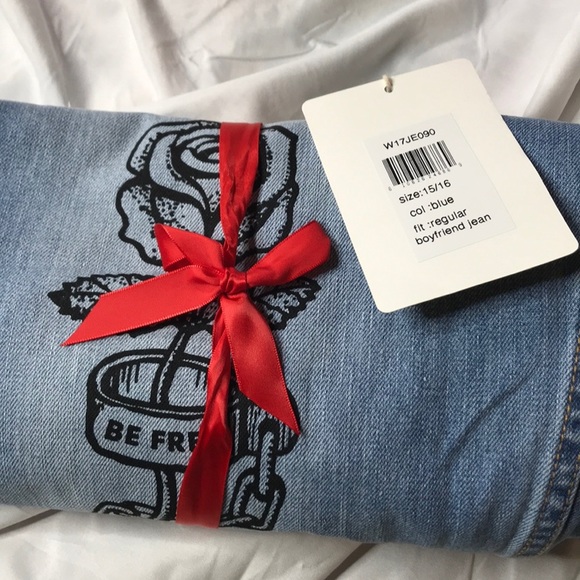 W17JE090
size:15/16
col :blue
fit :regular
boyfriend jean
BE FRE